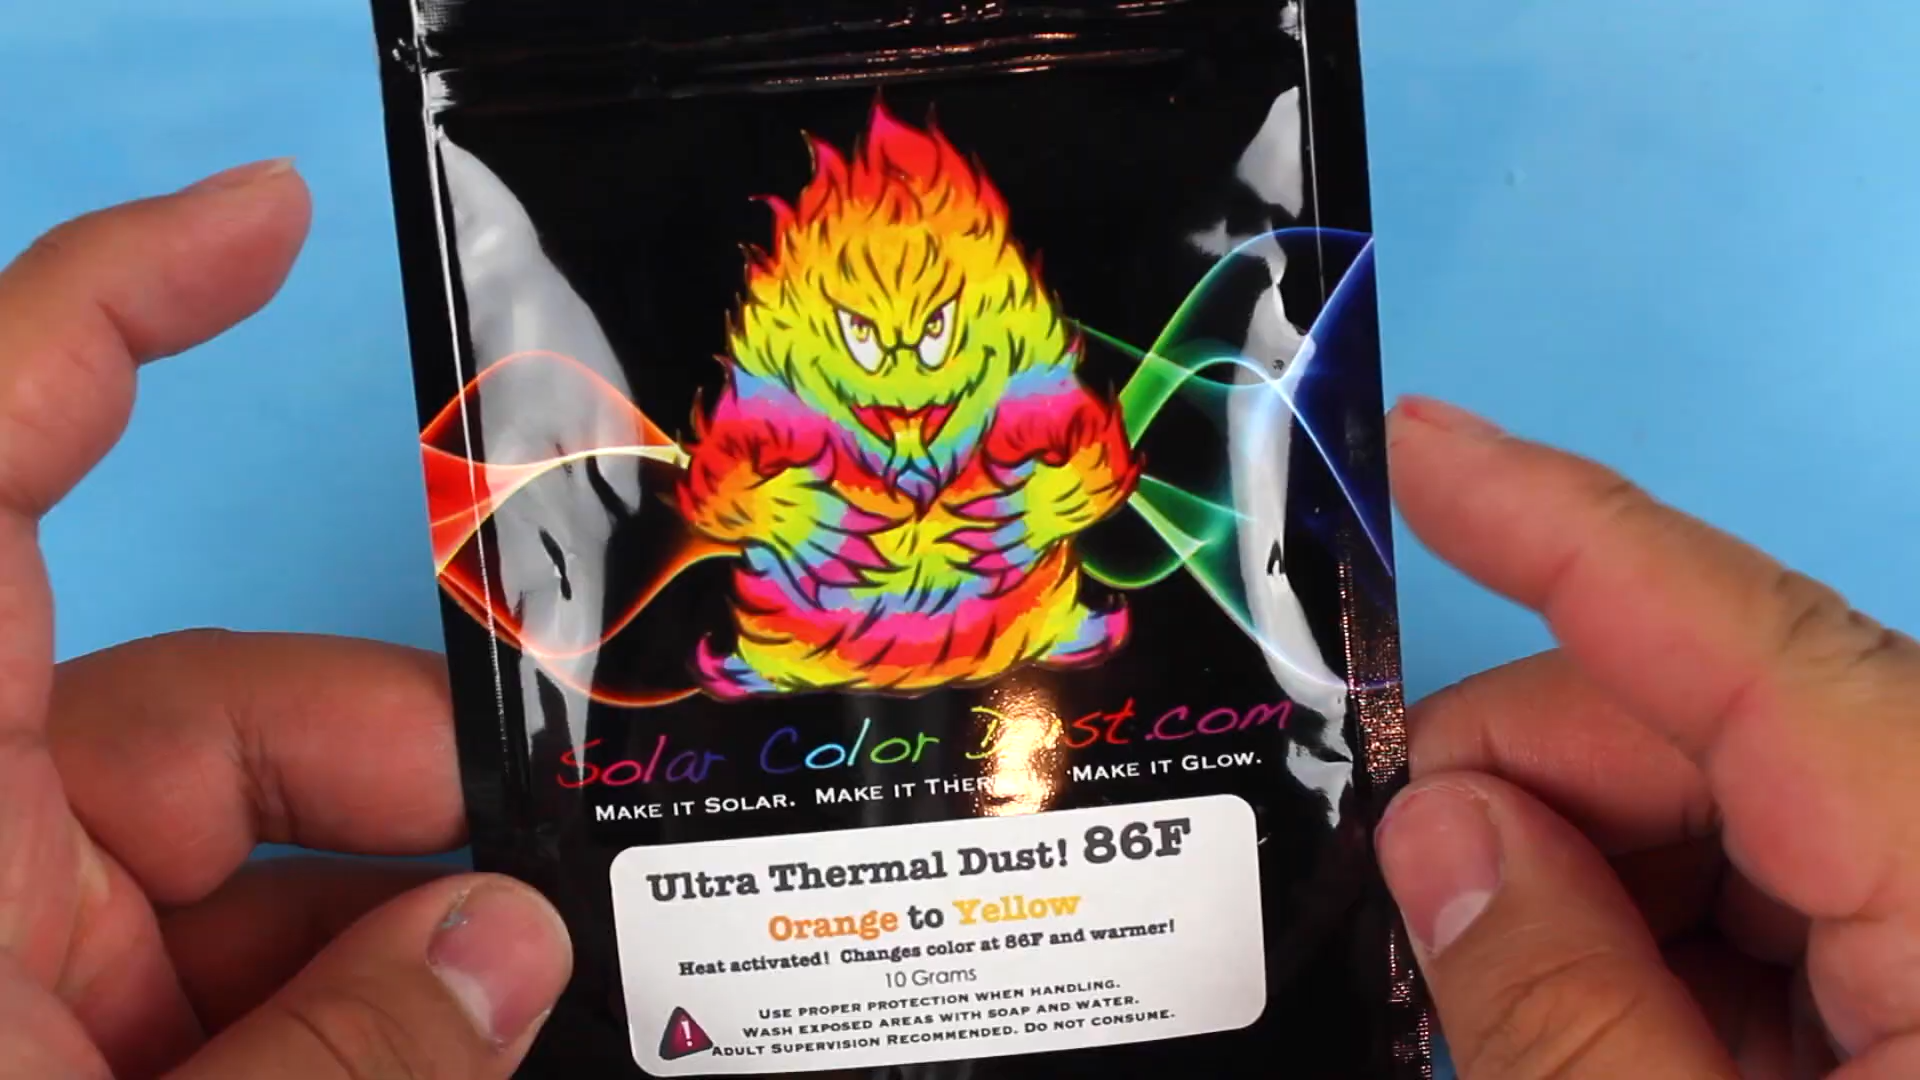 Solar Color Dust.com
Make it Solar. Make it Make it Glow.
Ultra Thermal Dust! 86F
Orange to Yellow
Heat activated! Changes color at 86F and warmer!
10 Grams
Use proper protection when handling.
Wash exposed areas with soap and water.
Adult Supervision Recommended. Do not consume.
!